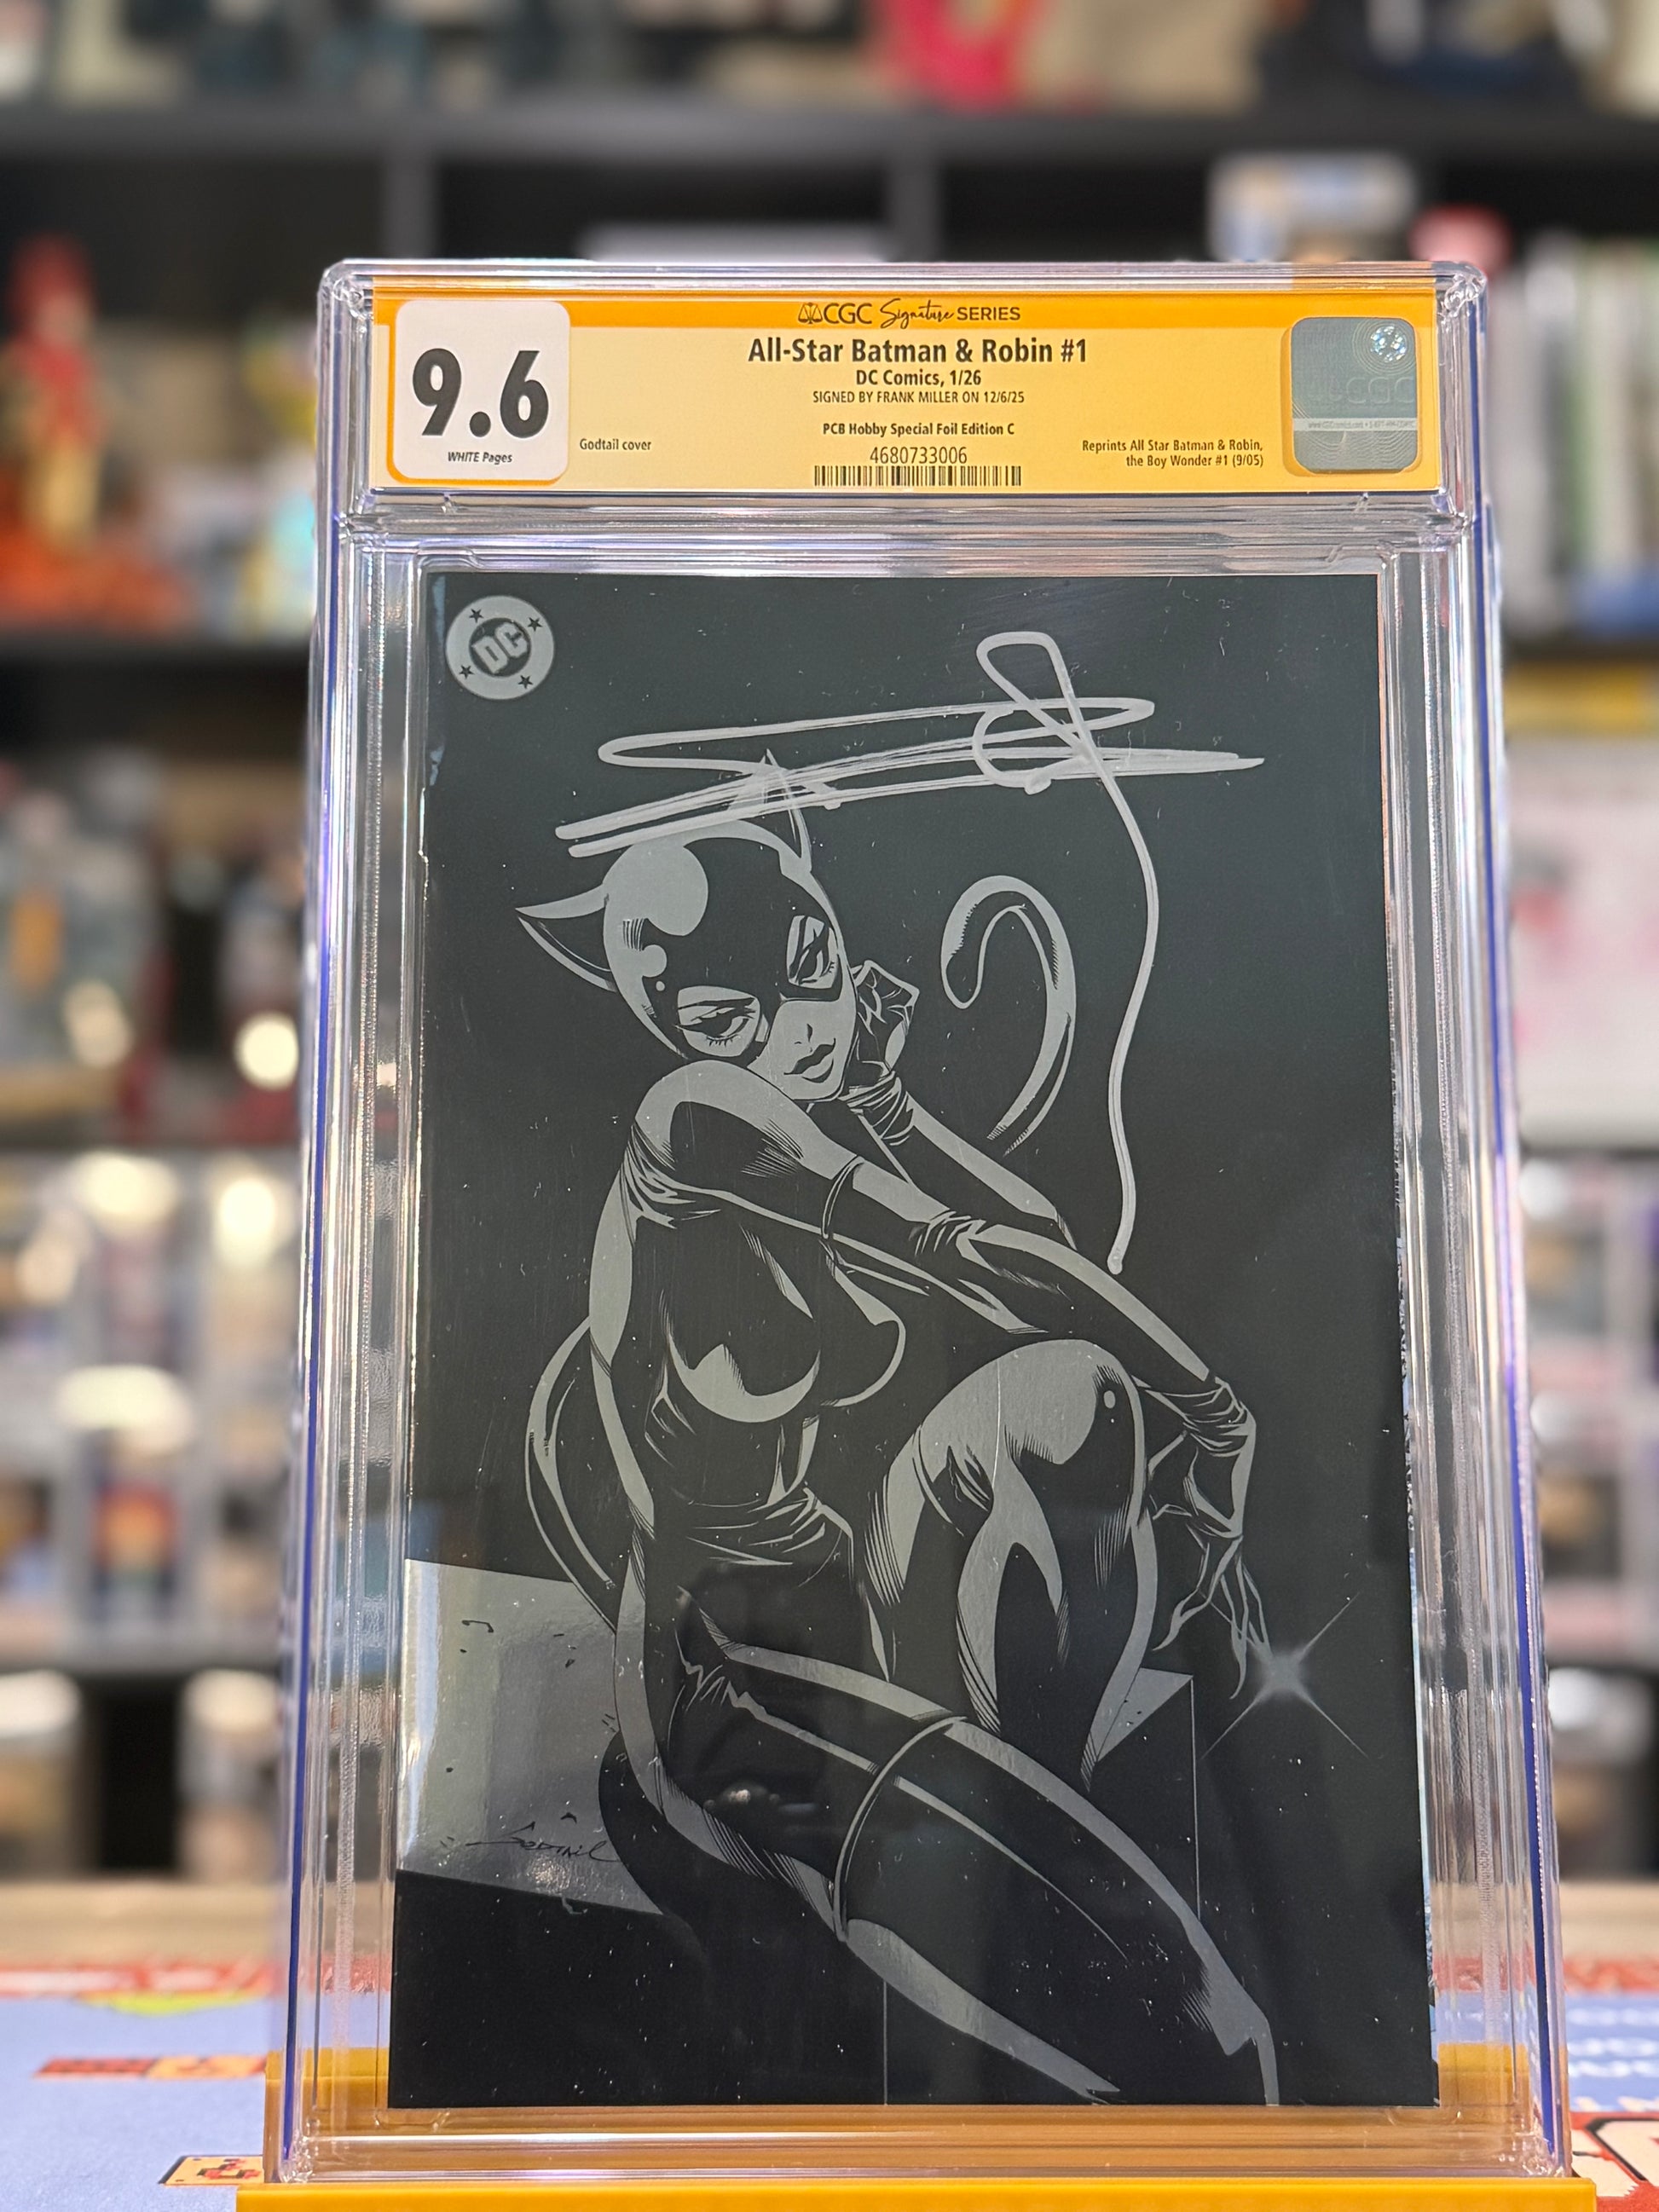 CGC Signature SERIES
9.6
WHITE Pages
All-Star Batman & Robin #1
DC Comics, 1/26
SIGNED BY FRANK MILLER ON 12/6/25
PCB Hobby Special Foil Edition C
Godtail cover
4680733006
Reprints All Star Batman & Robin,
the Boy Wonder #1 (9/05)
CGC
DC
Godtail